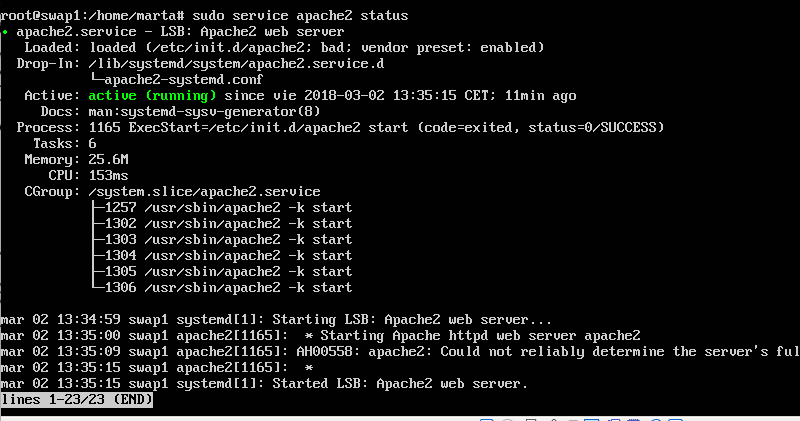 root@swap1:/home/marta# sudo service apache2 status
● apache2.service - LSB: Apache2 web server
   Loaded: loaded (/etc/init.d/apache2; bad; vendor preset: enabled)
  Drop-In: /lib/systemd/system/apache2.service.d
           └─apache2-systemd.conf
   Active: active (running) since vie 2018-03-02 13:35:15 CET; 11min ago
     Docs: man:systemd-sysv-generator(8)
  Process: 1165 ExecStart=/etc/init.d/apache2 start (code=exited, status=0/SUCCESS)
    Tasks: 6
   Memory: 25.6M
      CPU: 153ms
   CGroup: /system.slice/apache2.service
           ├─1257 /usr/sbin/apache2 -k start
           ├─1302 /usr/sbin/apache2 -k start
           ├─1303 /usr/sbin/apache2 -k start
           ├─1304 /usr/sbin/apache2 -k start
           ├─1305 /usr/sbin/apache2 -k start
           └─1306 /usr/sbin/apache2 -k start
mar 02 13:34:59 swap1 systemd[1]: Starting LSB: Apache2 web server...
mar 02 13:35:00 swap1 apache2[1165]:  * Starting Apache httpd web server apache2
mar 02 13:35:09 swap1 apache2[1165]: AH00558: apache2: Could not reliably determine the server's ful
mar 02 13:35:15 swap1 apache2[1165]:  *
mar 02 13:35:15 swap1 systemd[1]: Started LSB: Apache2 web server.
lines 1-23/23 (END)